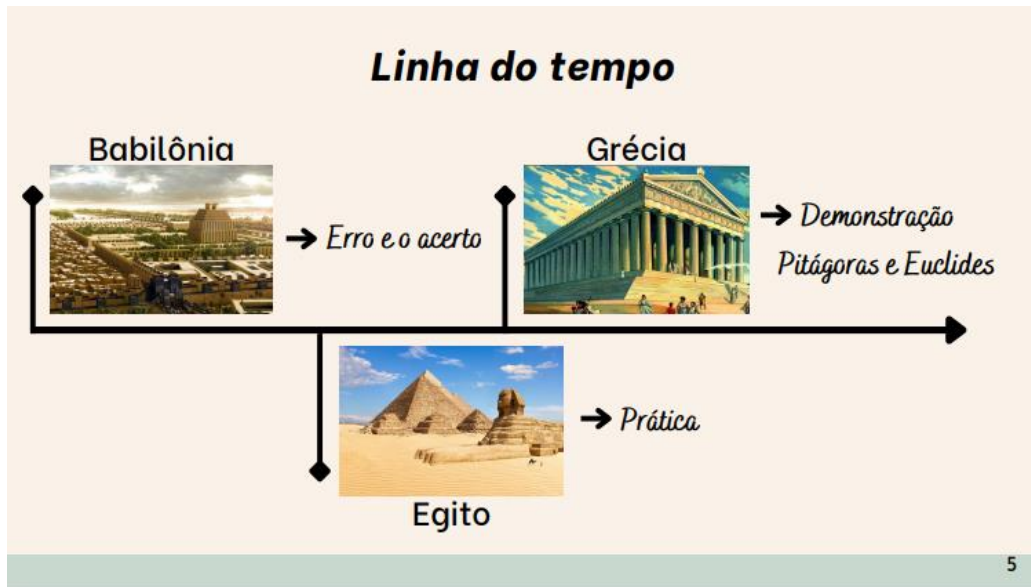 Linha do tempo
Babilônia
Erro e o acerto
Grécia
Demonstração
Pitágoras e Euclides
Prática
Egito
5